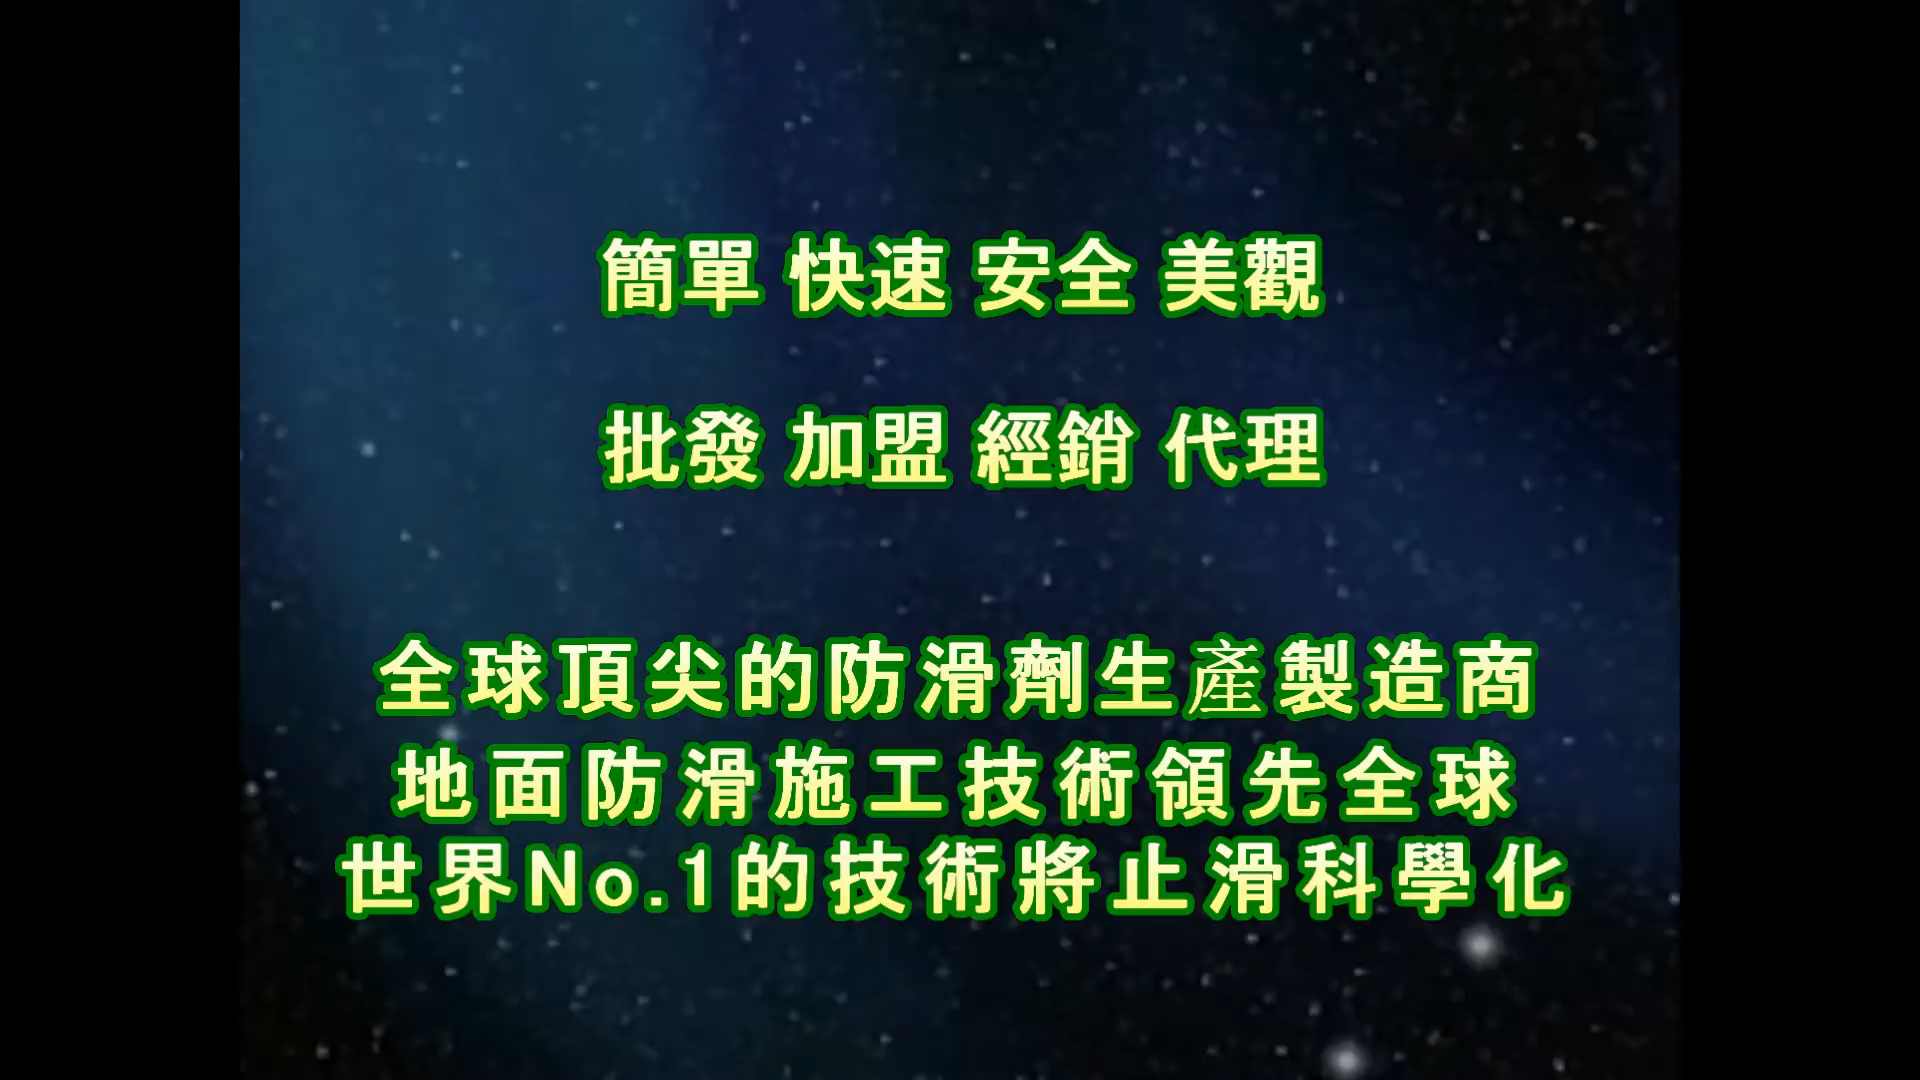 簡單 快速 安全 美觀
批發 加盟 經銷 代理
全球頂尖的防滑劑生產製造商
地面防滑施工技術領先全球
世界No.1的技術將止滑科學化